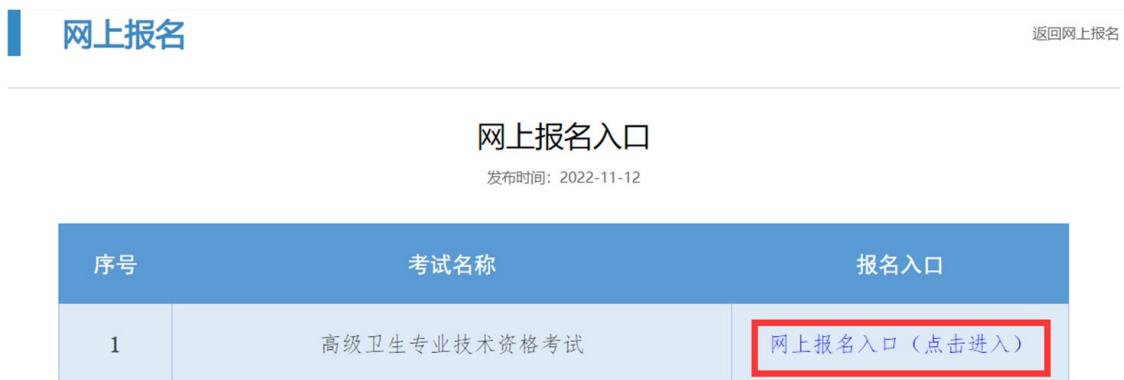 网上报名
返回网上报名
网上报名入口
发布时间：2022-11-12
序号 考试名称 报名入口
1 高级卫生专业技术资格考试 网上报名入口（点击进入）